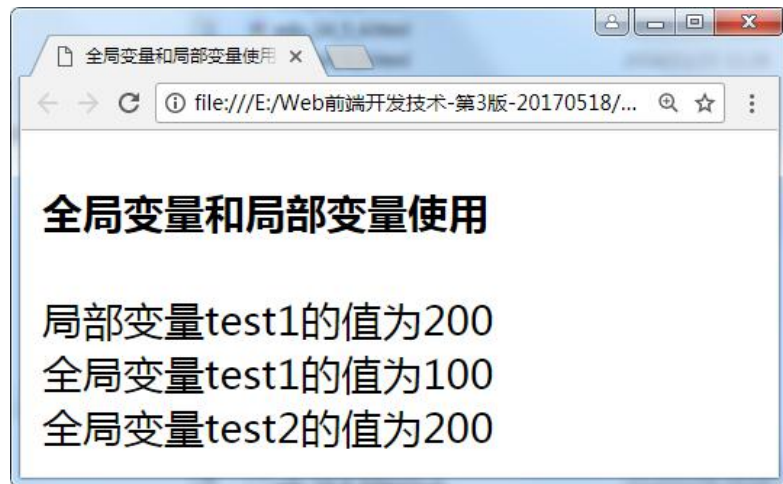 全局变量和局部变量使用
file:///E:/Web前端开发技术-第3版-20170518/...
全局变量和局部变量使用
局部变量test1的值为200
全局变量test1的值为100
全局变量test2的值为200